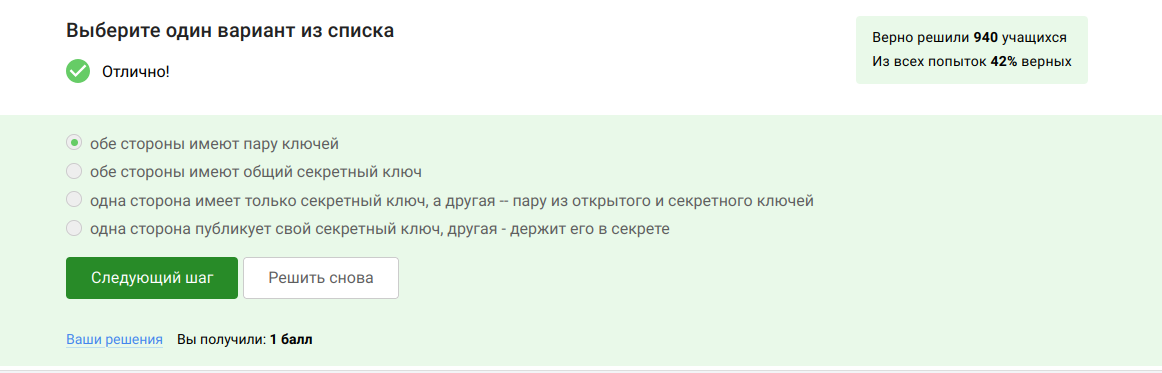 Выберите один вариант из списка
Отлично!
Верно решили 940 учащихся
Из всех попыток 42% верных
обе стороны имеют пару ключей
обе стороны имеют общий секретный ключ
одна сторона имеет только секретный ключ, а другая -- пару из открытого и секретного ключей
одна сторона публикует свой секретный ключ, другая - держит его в секрете
Следующий шаг
Решить снова
Ваши решения Вы получили: 1 балл